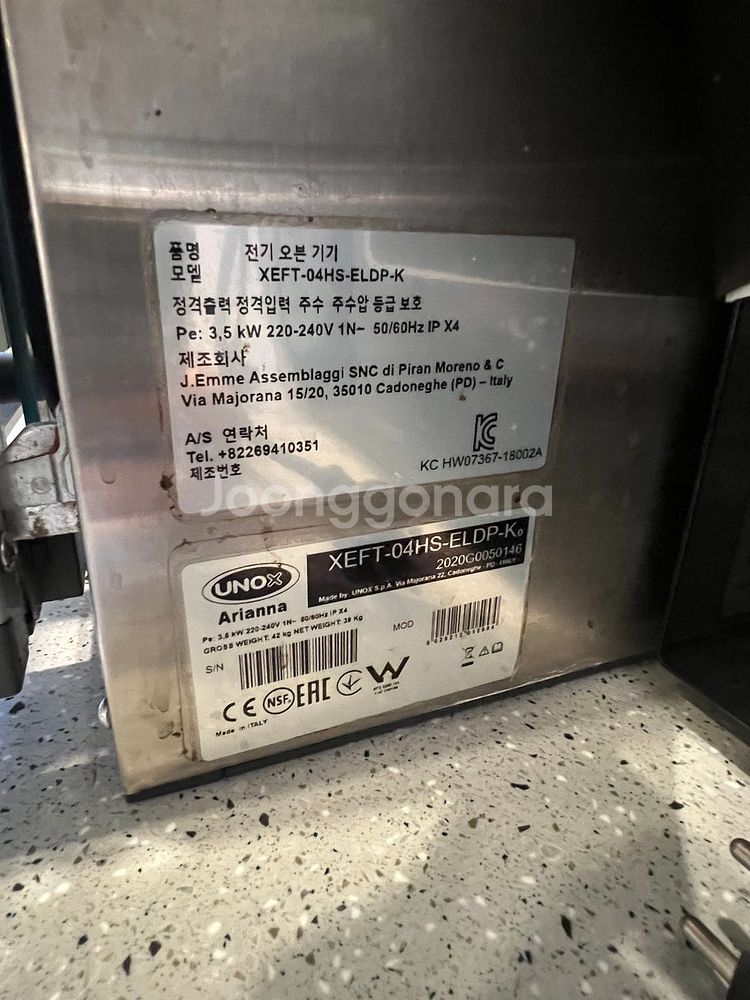 품명 전기 오븐 기기
모델 XEFT-04HS-ELDP-K
정격출력 정격입력 주수 주수압 등급 보호
Pe: 3,5 kW 220-240V 1N~ 50/60Hz IP X4
제조회사
J.Emme Assemblaggi SNC di Piran Moreno & C
Via Majorana 15/20, 35010 Cadoneghe (PD) – Italy
A/S 연락처
Tel. +82269410351
제조번호
KC HW07367-18002A
Joonggonara
UNOX
Arianna
XEFT-04HS-ELDP-K0
2020G0050146
Made by: UNOX S.p.A. Via Majorana 22, Cadoneghe - PD - ITALY
Pe: 3,5 kW 220-240V 1N~ 50/60Hz IP X4
GROSS WEIGHT: 42 kg NET WEIGHT: 38 Kg
S/N
MOD
CE NSF EAC
Made in ITALY